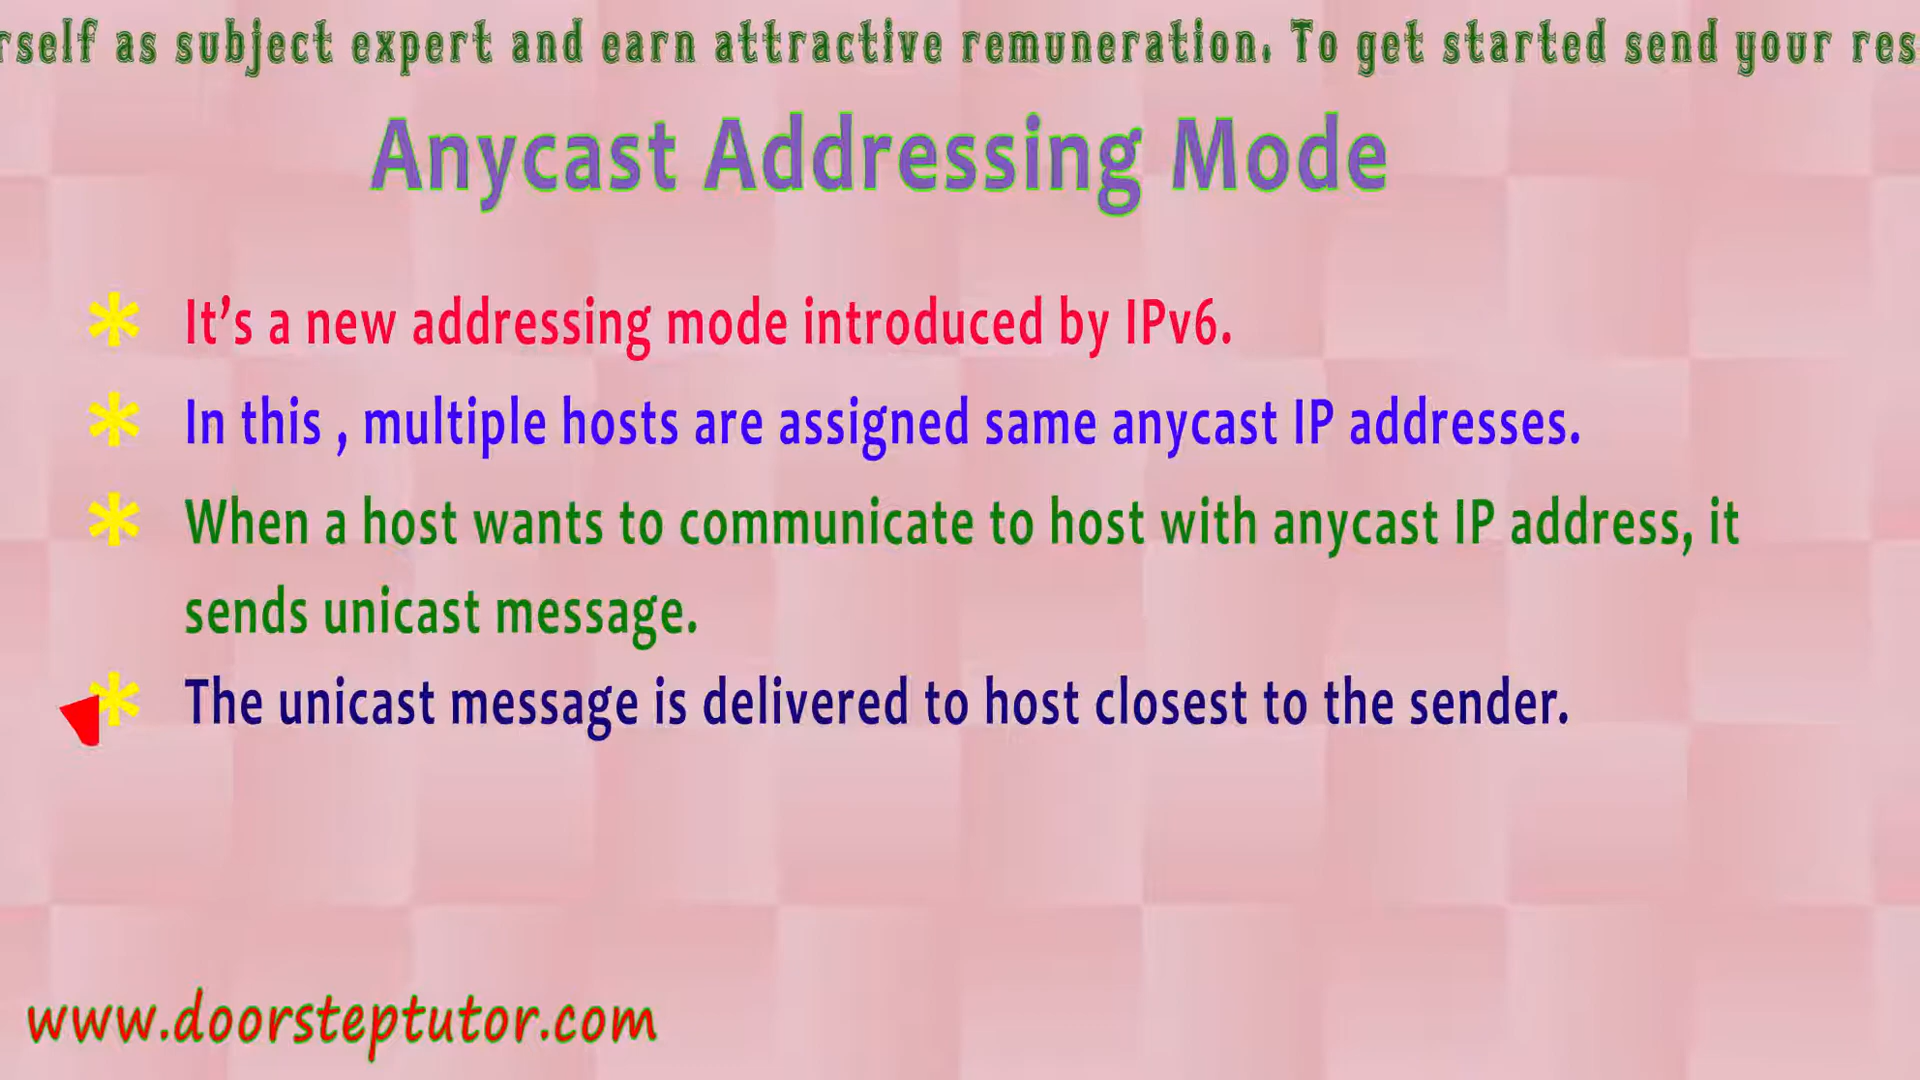 as subject expert and earn attractive remuneration. To get started send your
Anycast Addressing Mode
* It’s a new addressing mode introduced by IPv6.
* In this , multiple hosts are assigned same anycast IP addresses.
* When a host wants to communicate to host with anycast IP address, it
sends unicast message.
* The unicast message is delivered to host closest to the sender.
www.doorsteptutor.com